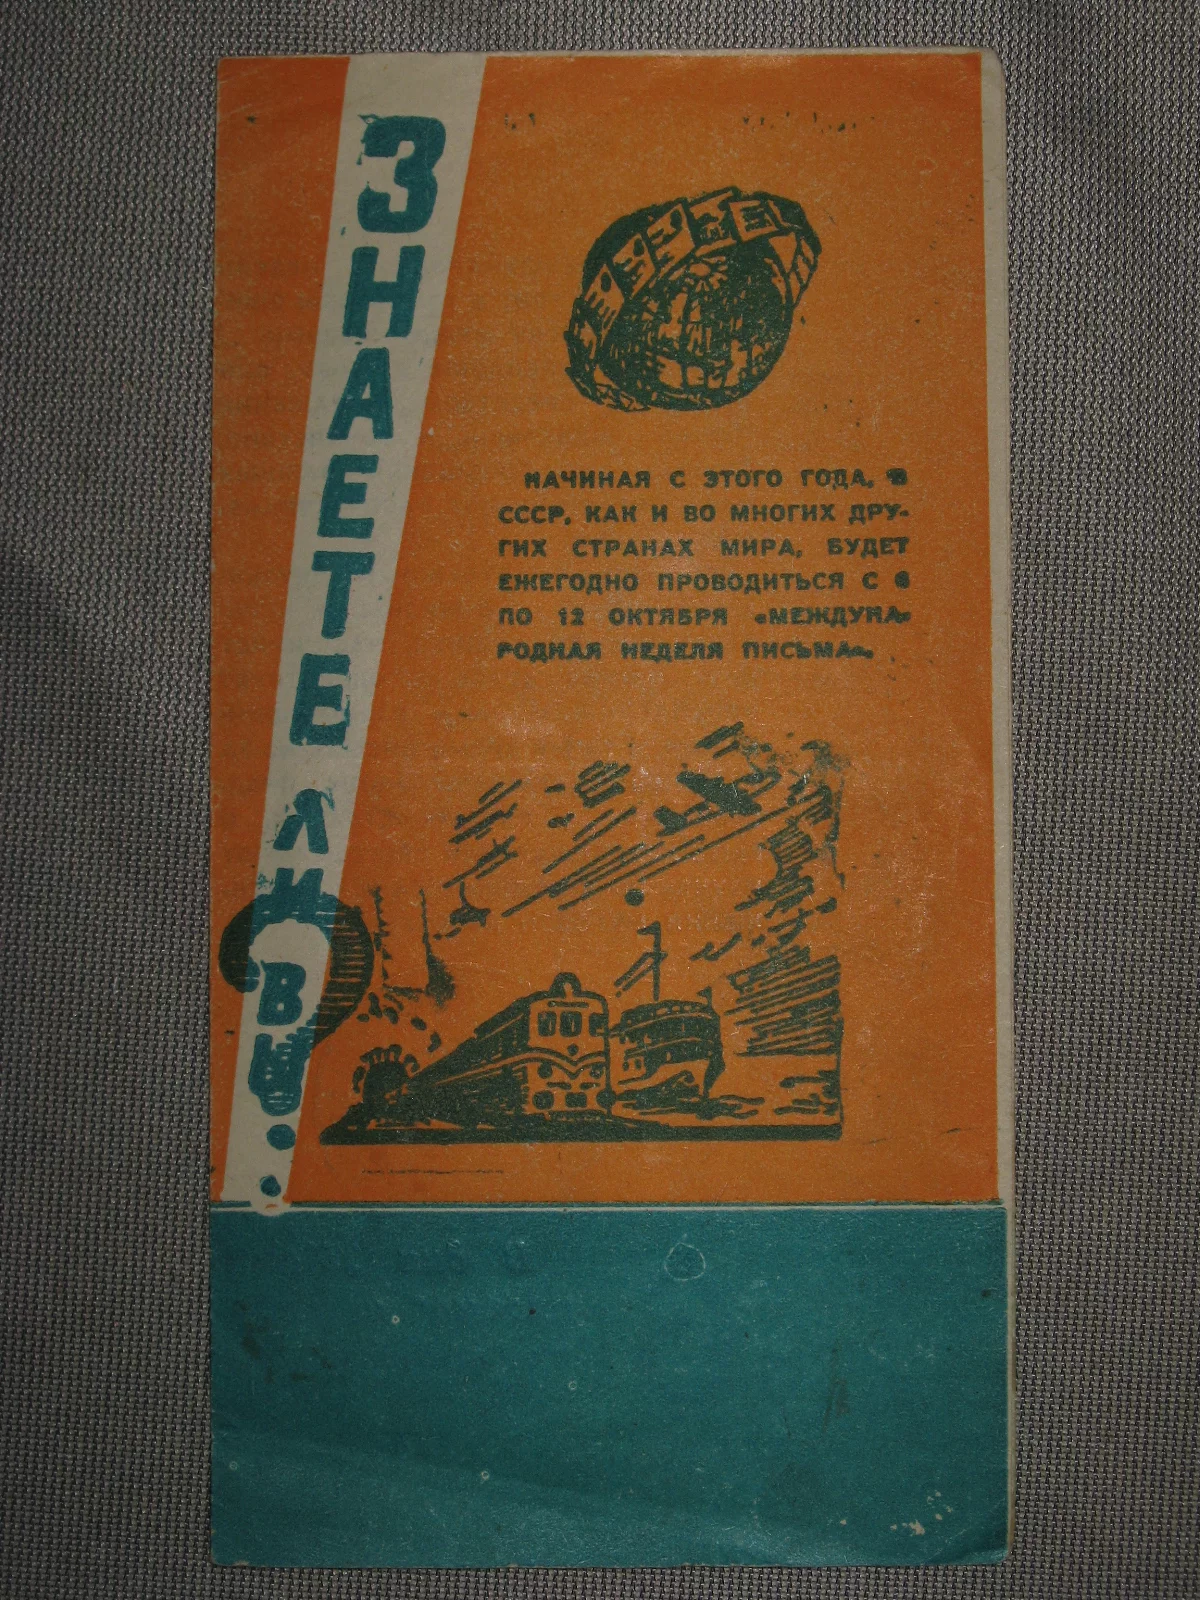 ЗНАЕТЕ ЛИ ВЫ...
НАЧИНАЯ С ЭТОГО ГОДА, В
СССР, КАК И ВО МНОГИХ ДРУ-
ГИХ СТРАНАХ МИРА, БУДЕТ
ЕЖЕГОДНО ПРОВОДИТЬСЯ С 6
ПО 12 ОКТЯБРЯ «МЕЖДУНА-
РОДНАЯ НЕДЕЛЯ ПИСЬМА».